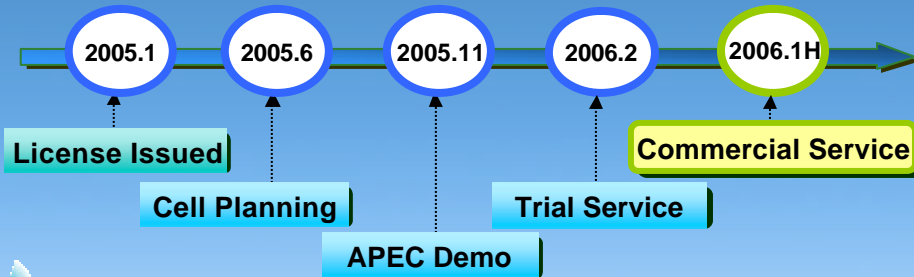 2005.1
2005.6
2005.11
2006.2
2006.1H
License Issued
Commercial Service
Cell Planning
Trial Service
APEC Demo